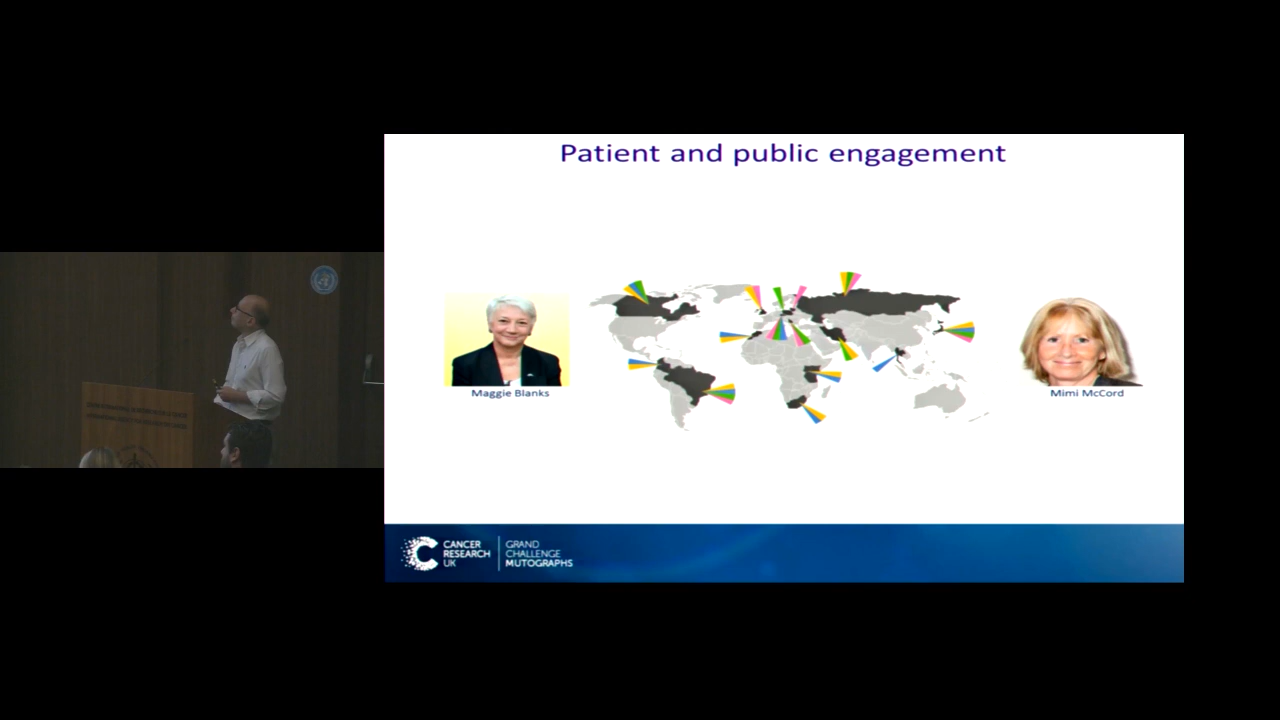 Patient and public engagement
Maggie Blanks
Mimi McCord
CANCER
RESEARCH
UK
GRAND
CHALLENGE
MUTOGRAPHS